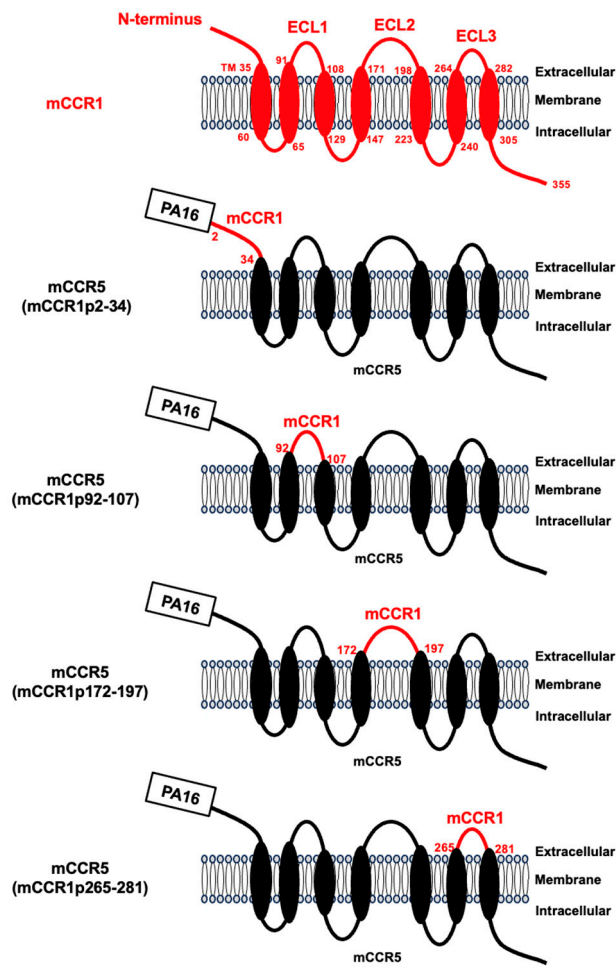 N-terminus
ECL1
ECL2
ECL3
TM 35
91
108
171
198
264
282
Extracellular
mCCR1
Membrane
Intracellular
60
65
129
147
223
240
305
355
PA16
mCCR1
2
34
Extracellular
mCCR5
(mCCR1p2-34)
Membrane
Intracellular
mCCR5
PA16
mCCR1
92
107
Extracellular
mCCR5
(mCCR1p92-107)
Membrane
Intracellular
mCCR5
PA16
mCCR1
172
197
Extracellular
mCCR5
(mCCR1p172-197)
Membrane
Intracellular
mCCR5
PA16
mCCR1
265
281
Extracellular
mCCR5
(mCCR1p265-281)
Membrane
Intracellular
mCCR5